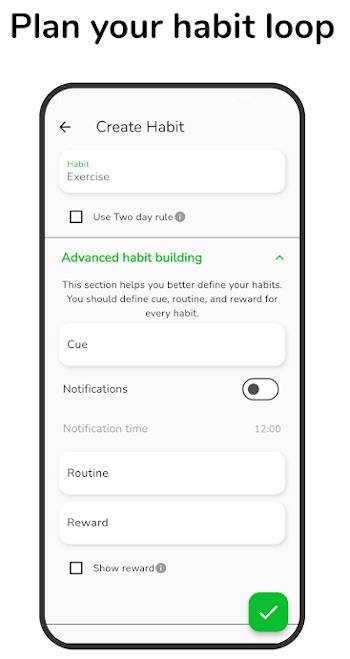 Plan your habit loop
Create Habit
Habit
Exercise
Use Two day rule
Advanced habit building
This section helps you better define your habits.
You should define cue, routine, and reward for
every habit.
Cue
Notifications
Notification time 12:00
Routine
Reward
Show reward